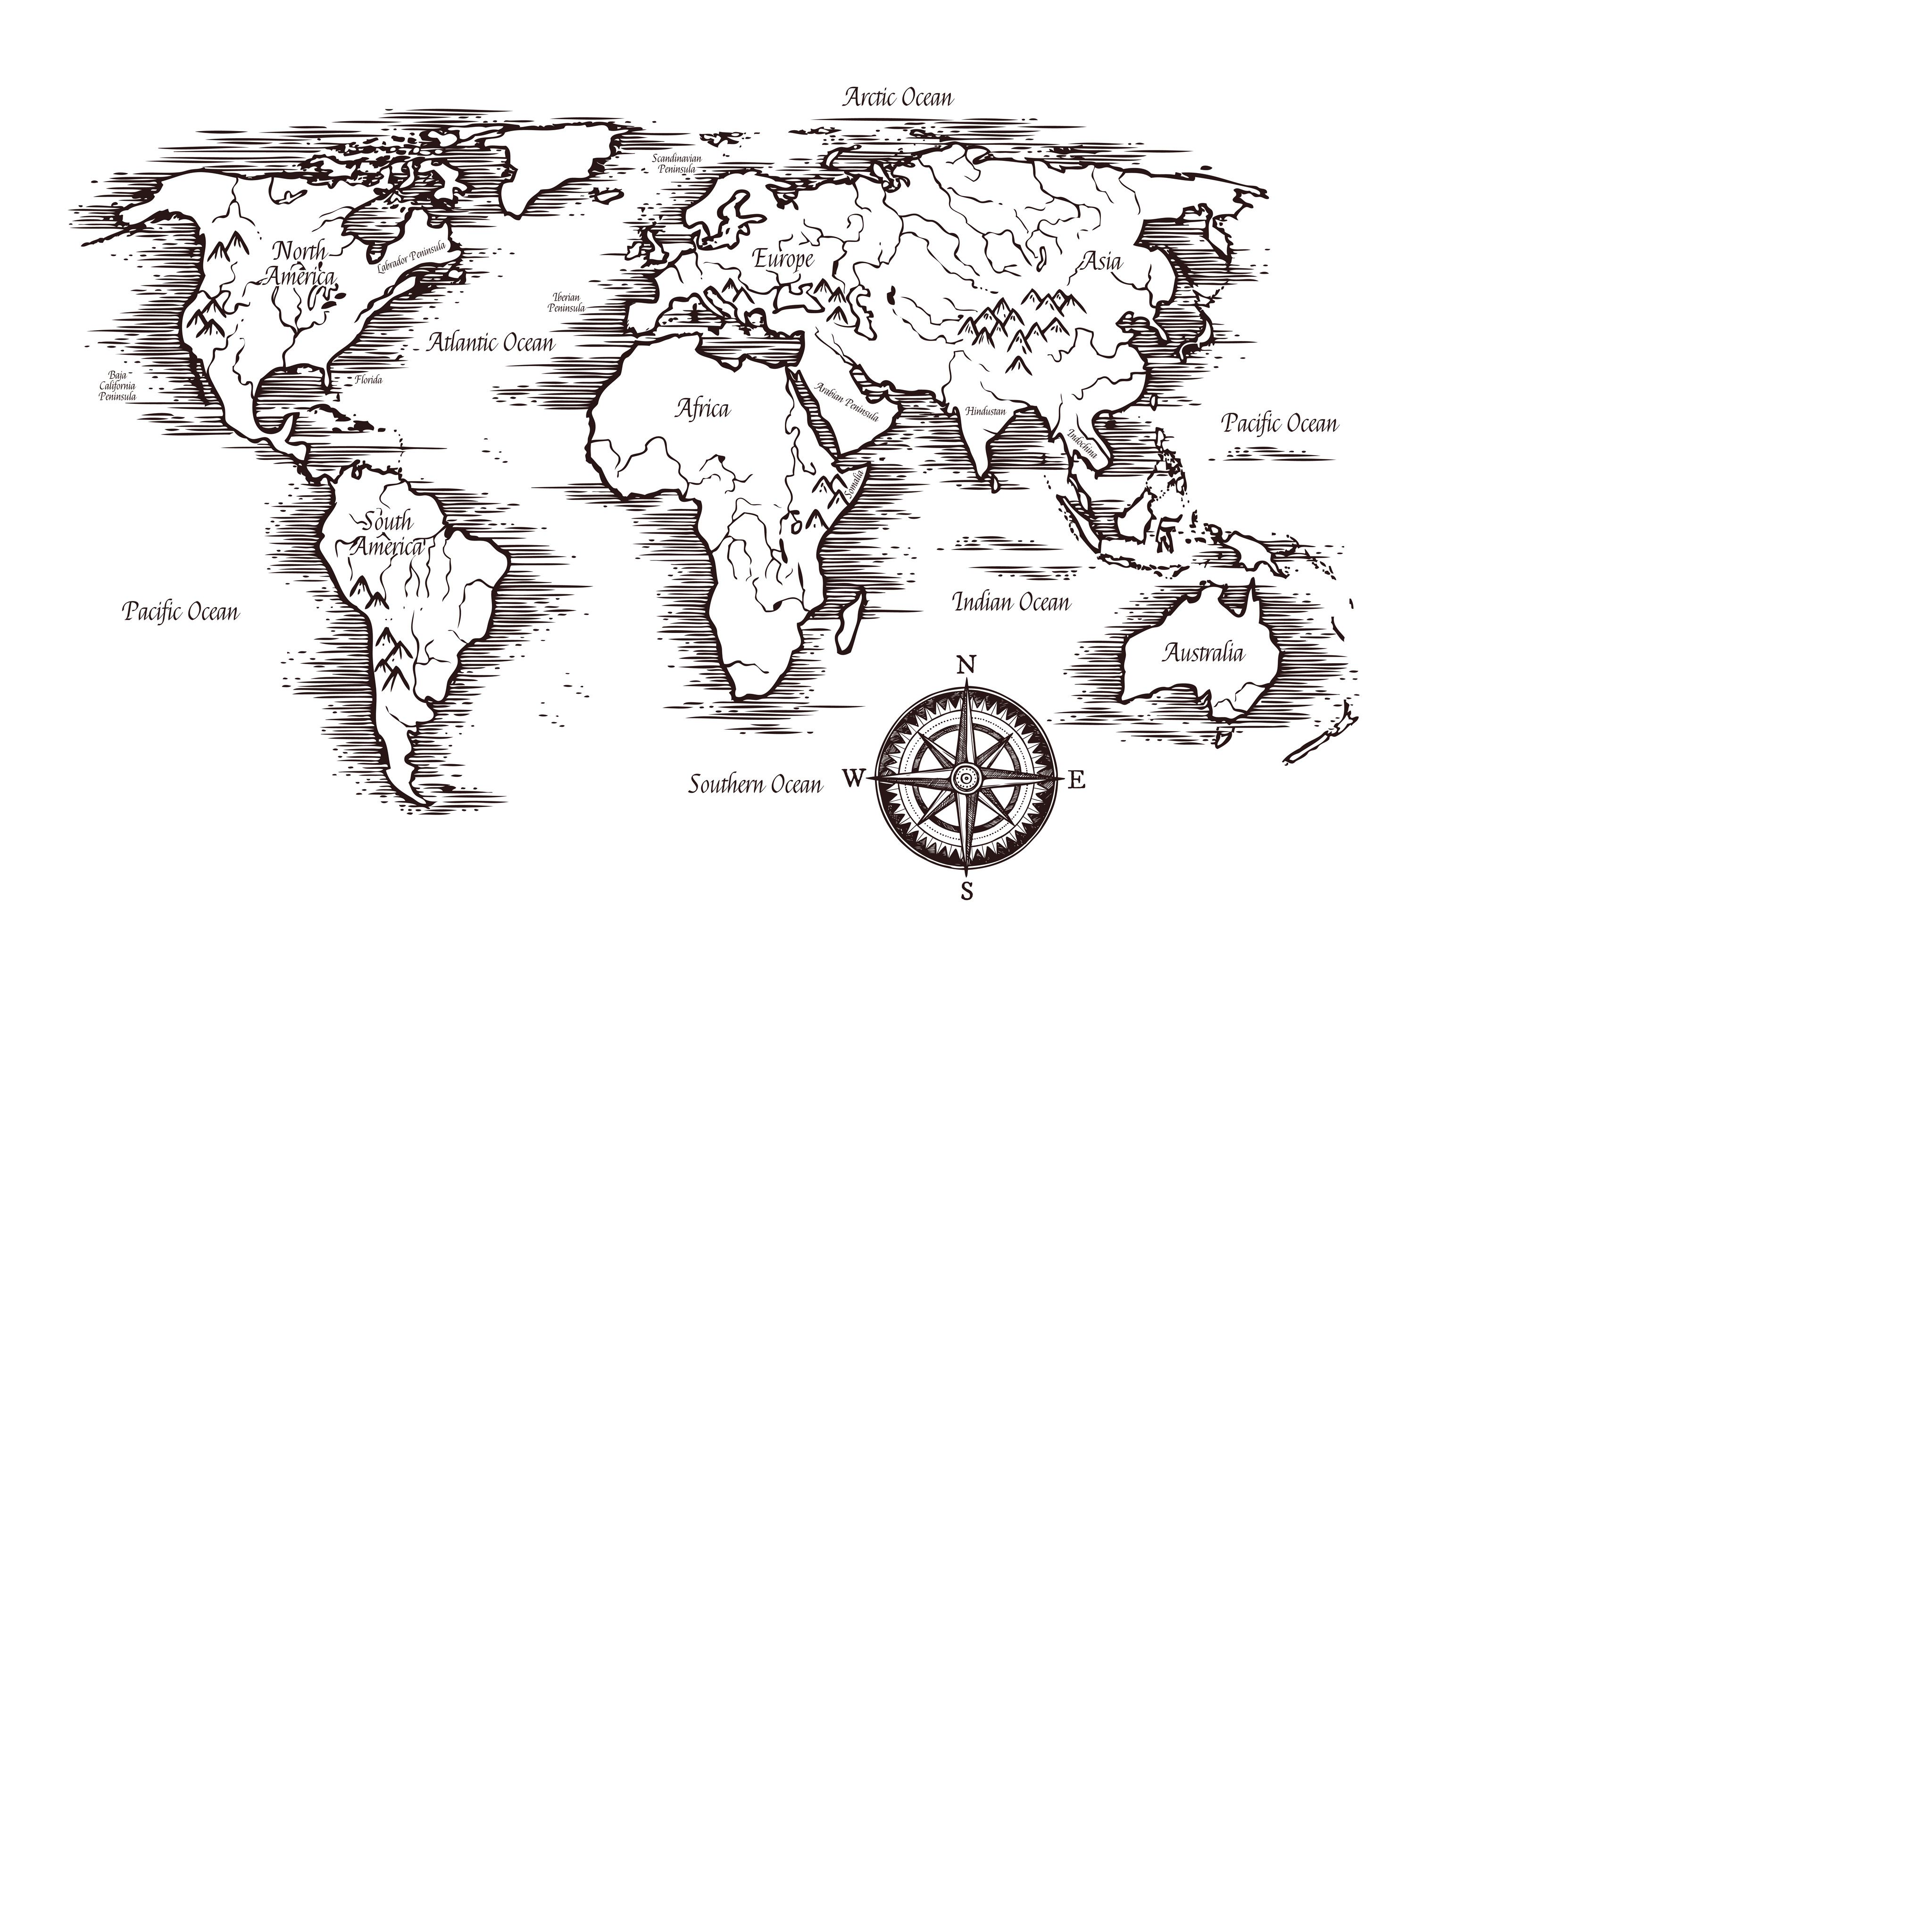 Arctic Ocean
Scandinavian
Peninsula
North
America
Labrador Peninsula
Europe
Asia
Iberian
Peninsula
Atlantic Ocean
Baja
California
Peninsula
Florida
Africa
Arabian Peninsula
Hindustan
Indochina
Pacific Ocean
Somalia
South
America
Pacific Ocean
Indian Ocean
Australia
N
Southern Ocean
W
E
S